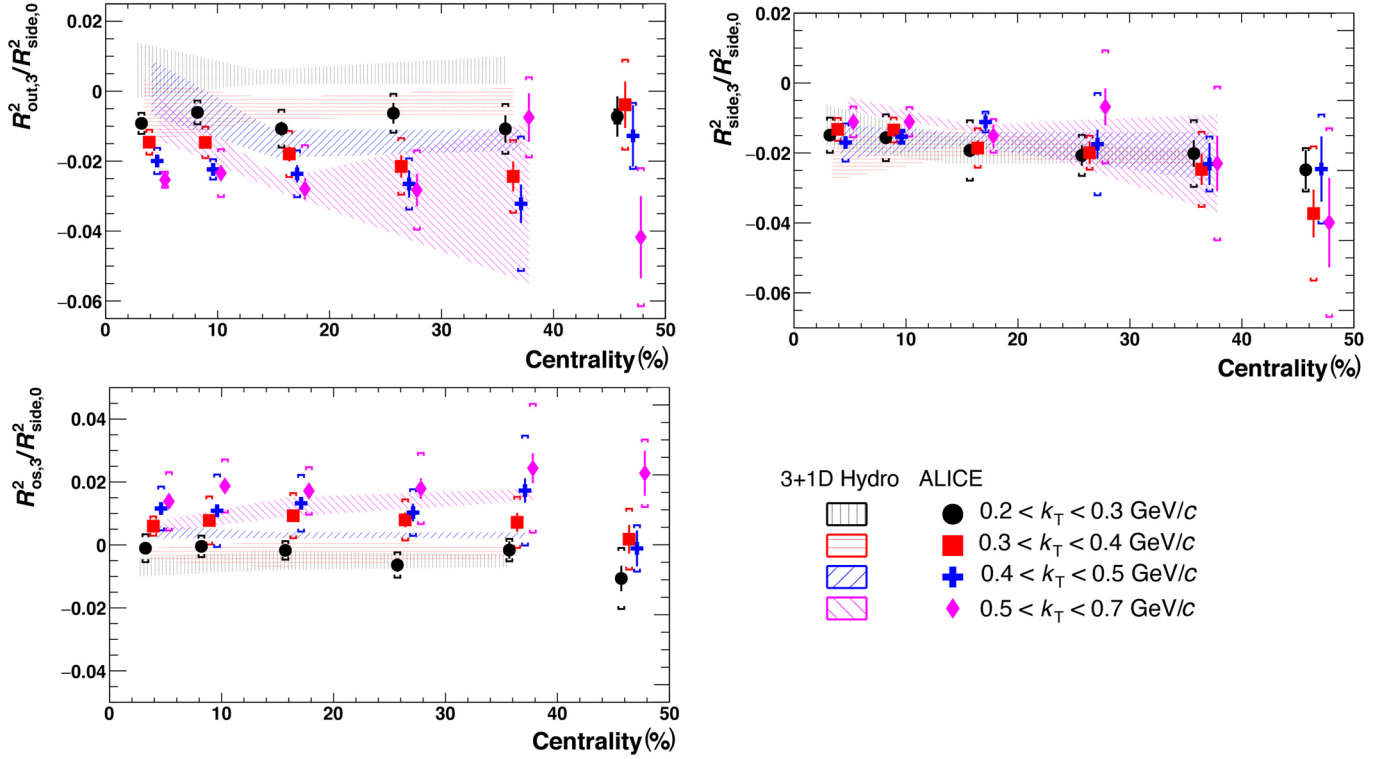 R²out,3/R²side,0
0.02
0
−0.02
−0.04
−0.06
0 10 20 30 40 50
Centrality(%)
R²side,3/R²side,0
0.02
0
−0.02
−0.04
−0.06
0 10 20 30 40 50
Centrality(%)
R²os,3/R²side,0
0.04
0.02
0
−0.02
−0.04
0 10 20 30 40 50
Centrality(%)
3+1D Hydro ALICE
0.2 < kT < 0.3 GeV/c
0.3 < kT < 0.4 GeV/c
0.4 < kT < 0.5 GeV/c
0.5 < kT < 0.7 GeV/c